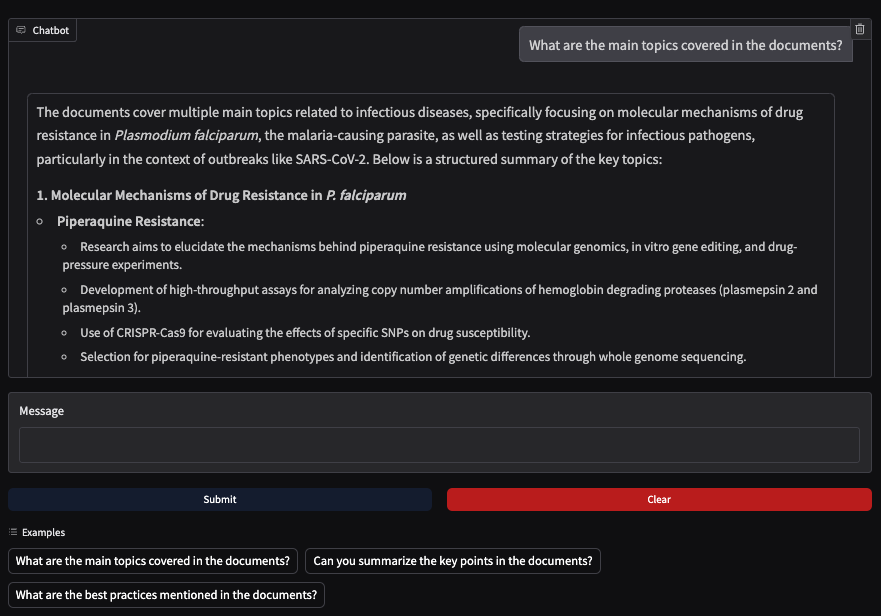 Chatbot
What are the main topics covered in the documents?
The documents cover multiple main topics related to infectious diseases, specifically focusing on molecular mechanisms of drug
resistance in Plasmodium falciparum, the malaria-causing parasite, as well as testing strategies for infectious pathogens,
particularly in the context of outbreaks like SARS-CoV-2. Below is a structured summary of the key topics:
1. Molecular Mechanisms of Drug Resistance in P. falciparum
Piperaquine Resistance:
Research aims to elucidate the mechanisms behind piperaquine resistance using molecular genomics, in vitro gene editing, and drug-
pressure experiments.
Development of high-throughput assays for analyzing copy number amplifications of hemoglobin degrading proteases (plasmepsin 2 and
plasmepsin 3).
Use of CRISPR-Cas9 for evaluating the effects of specific SNPs on drug susceptibility.
Selection for piperaquine-resistant phenotypes and identification of genetic differences through whole genome sequencing.
Message
Submit
Clear
Examples
What are the main topics covered in the documents?
Can you summarize the key points in the documents?
What are the best practices mentioned in the documents?